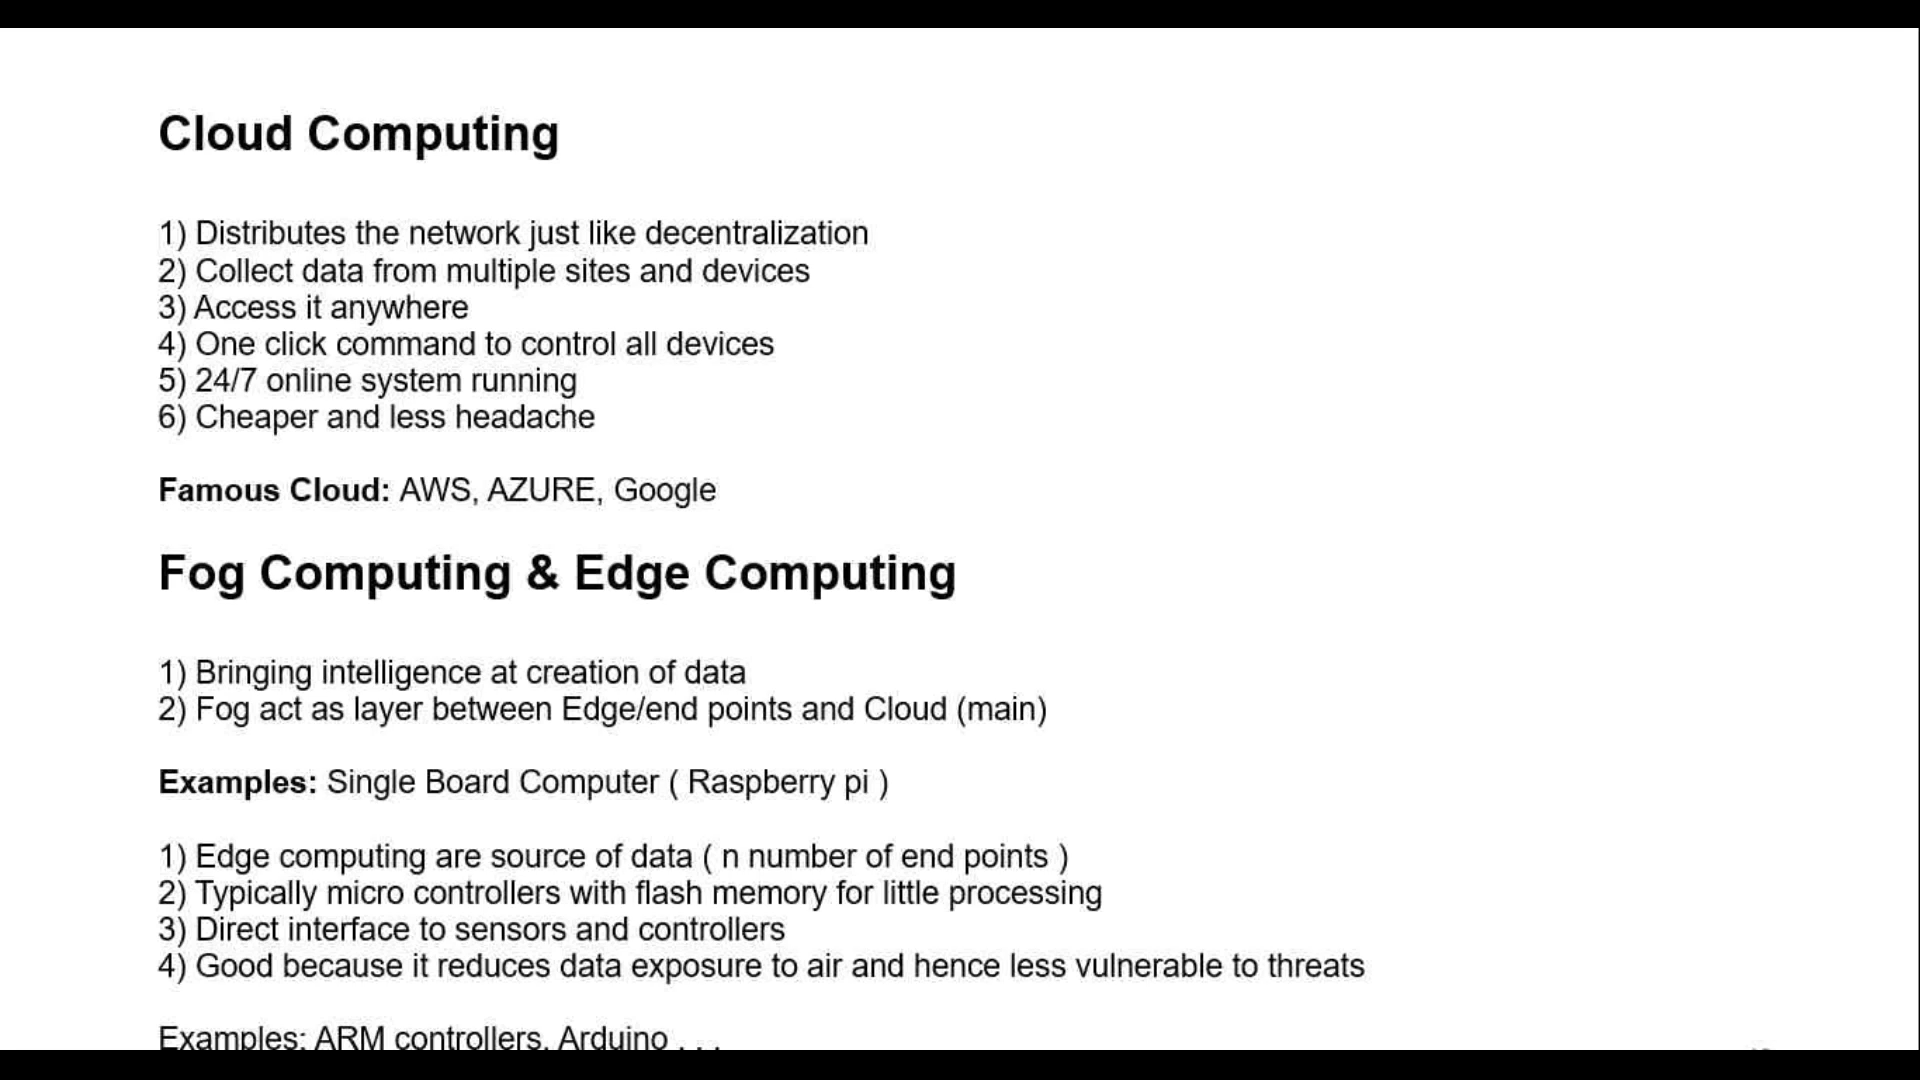 Cloud Computing
1) Distributes the network just like decentralization
2) Collect data from multiple sites and devices
3) Access it anywhere
4) One click command to control all devices
5) 24/7 online system running
6) Cheaper and less headache
Famous Cloud: AWS, AZURE, Google
Fog Computing & Edge Computing
1) Bringing intelligence at creation of data
2) Fog act as layer between Edge/end points and Cloud (main)
Examples: Single Board Computer ( Raspberry pi )
1) Edge computing are source of data ( n number of end points )
2) Typically micro controllers with flash memory for little processing
3) Direct interface to sensors and controllers
4) Good because it reduces data exposure to air and hence less vulnerable to threats
Examples: ARM controllers, Arduino . . .